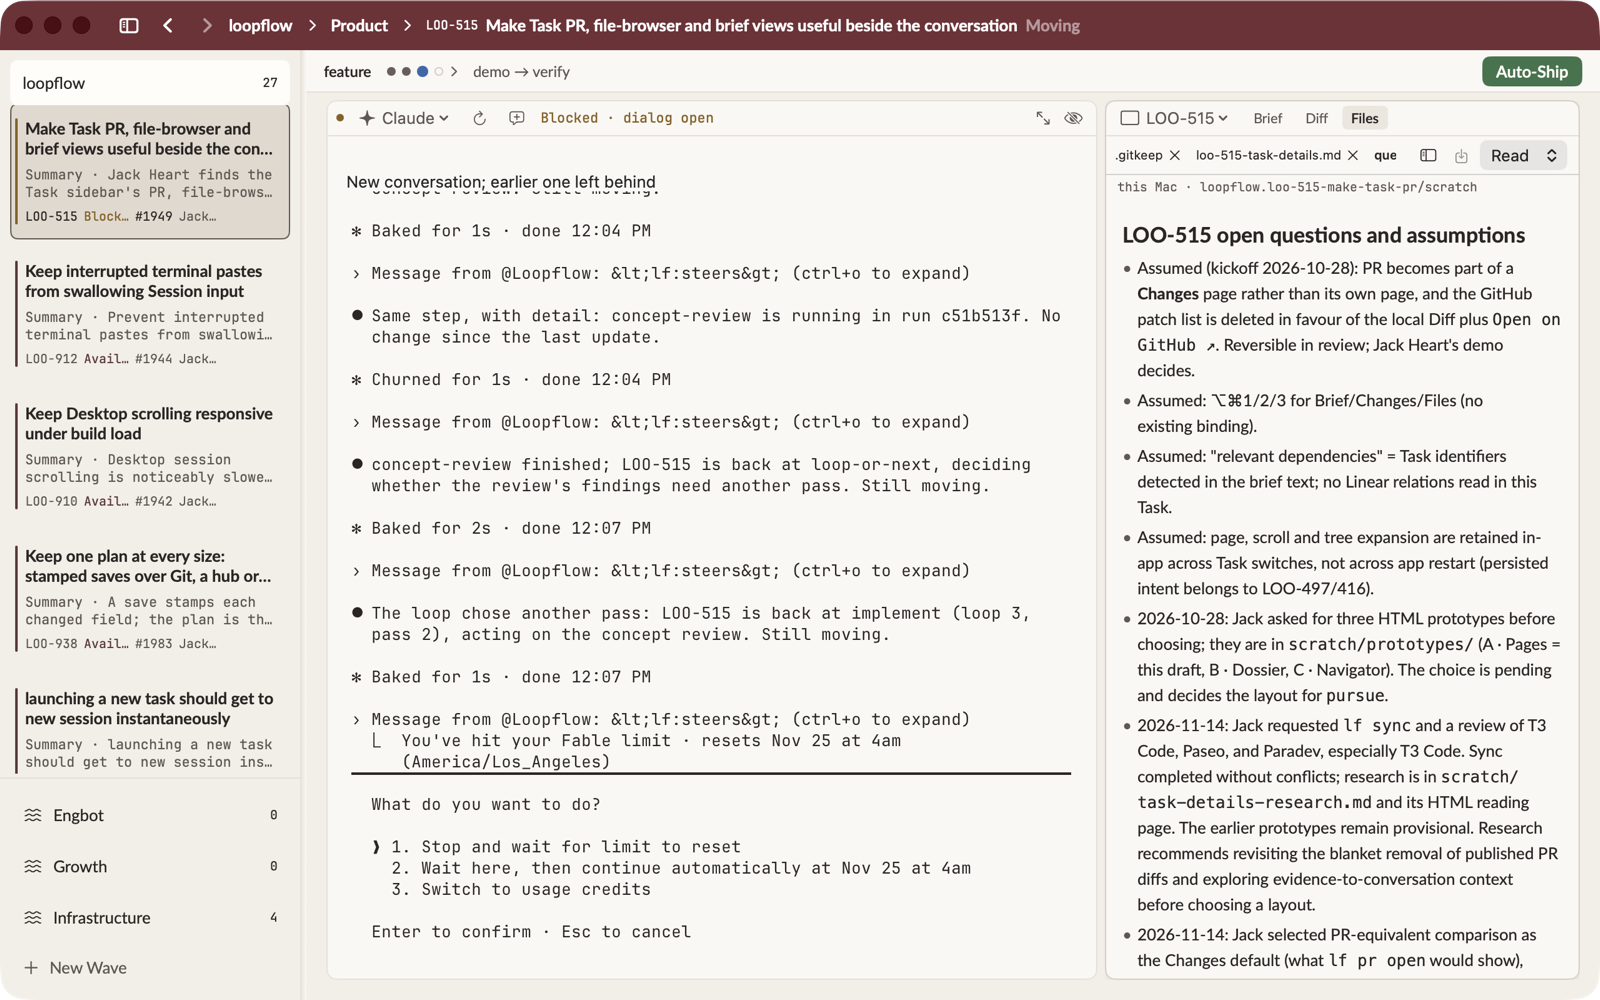 loopflow
Product
LOO-515 Make Task PR, file-browser and brief views useful beside the conversation Moving
loopflow 27
Make Task PR, file-browser and
brief views useful beside the con…
Summary · Jack Heart finds the
Task sidebar's PR, file-brows…
LOO-515 Block… #1949 Jack…
Keep interrupted terminal pastes
from swallowing Session input
Summary · Prevent interrupted
terminal pastes from swallowi…
LOO-912 Avail… #1944 Jack…
Keep Desktop scrolling responsive
under build load
Summary · Desktop session
scrolling is noticeably slowe…
LOO-910 Avail… #1942 Jack…
Keep one plan at every size:
stamped saves over Git, a hub or…
Summary · A save stamps each
changed field; the plan is th…
LOO-938 Avail… #1983 Jack…
launching a new task should get to
new session instantaneously
Summary · launching a new task
should get to new session ins…
Engbot 0
Growth 0
Infrastructure 4
+ New Wave
feature demo → verify
Auto-Ship
Claude Blocked · dialog open
New conversation; earlier one left behind
concept-review. Still moving.
✻ Baked for 1s · done 12:04 PM
› Message from @Loopflow: &lt;lf:steers&gt; (ctrl+o to expand)
● Same step, with detail: concept-review is running in run c51b513f. No
change since the last update.
✻ Churned for 1s · done 12:04 PM
› Message from @Loopflow: &lt;lf:steers&gt; (ctrl+o to expand)
● concept-review finished; LOO-515 is back at loop-or-next, deciding
whether the review's findings need another pass. Still moving.
✻ Baked for 2s · done 12:07 PM
› Message from @Loopflow: &lt;lf:steers&gt; (ctrl+o to expand)
● The loop chose another pass: LOO-515 is back at implement (loop 3,
pass 2), acting on the concept review. Still moving.
✻ Baked for 1s · done 12:07 PM
› Message from @Loopflow: &lt;lf:steers&gt; (ctrl+o to expand)
⎿ You've hit your Fable limit · resets Nov 25 at 4am
(America/Los_Angeles)
What do you want to do?
❯ 1. Stop and wait for limit to reset
2. Wait here, then continue automatically at Nov 25 at 4am
3. Switch to usage credits
Enter to confirm · Esc to cancel
LOO-515 Brief Diff Files
.gitkeep × loo-515-task-details.md × que Read
this Mac · loopflow.loo-515-make-task-pr/scratch
LOO-515 open questions and assumptions
• Assumed (kickoff 2026-10-28): PR becomes part of a
Changes page rather than its own page, and the GitHub
patch list is deleted in favour of the local Diff plus Open on
GitHub ↗. Reversible in review; Jack Heart's demo
decides.
• Assumed: ⌥⌘1/2/3 for Brief/Changes/Files (no
existing binding).
• Assumed: "relevant dependencies" = Task identifiers
detected in the brief text; no Linear relations read in this
Task.
• Assumed: page, scroll and tree expansion are retained in-
app across Task switches, not across app restart (persisted
intent belongs to LOO-497/416).
• 2026-10-28: Jack asked for three HTML prototypes before
choosing; they are in scratch/prototypes/ (A · Pages =
this draft, B · Dossier, C · Navigator). The choice is pending
and decides the layout for pursue.
• 2026-11-14: Jack requested lf sync and a review of T3
Code, Paseo, and Paradev, especially T3 Code. Sync
completed without conflicts; research is in scratch/
task-details-research.md and its HTML reading
page. The earlier prototypes remain provisional. Research
recommends revisiting the blanket removal of published PR
diffs and exploring evidence-to-conversation context
before choosing a layout.
• 2026-11-14: Jack selected PR-equivalent comparison as
the Changes default (what lf pr open would show),